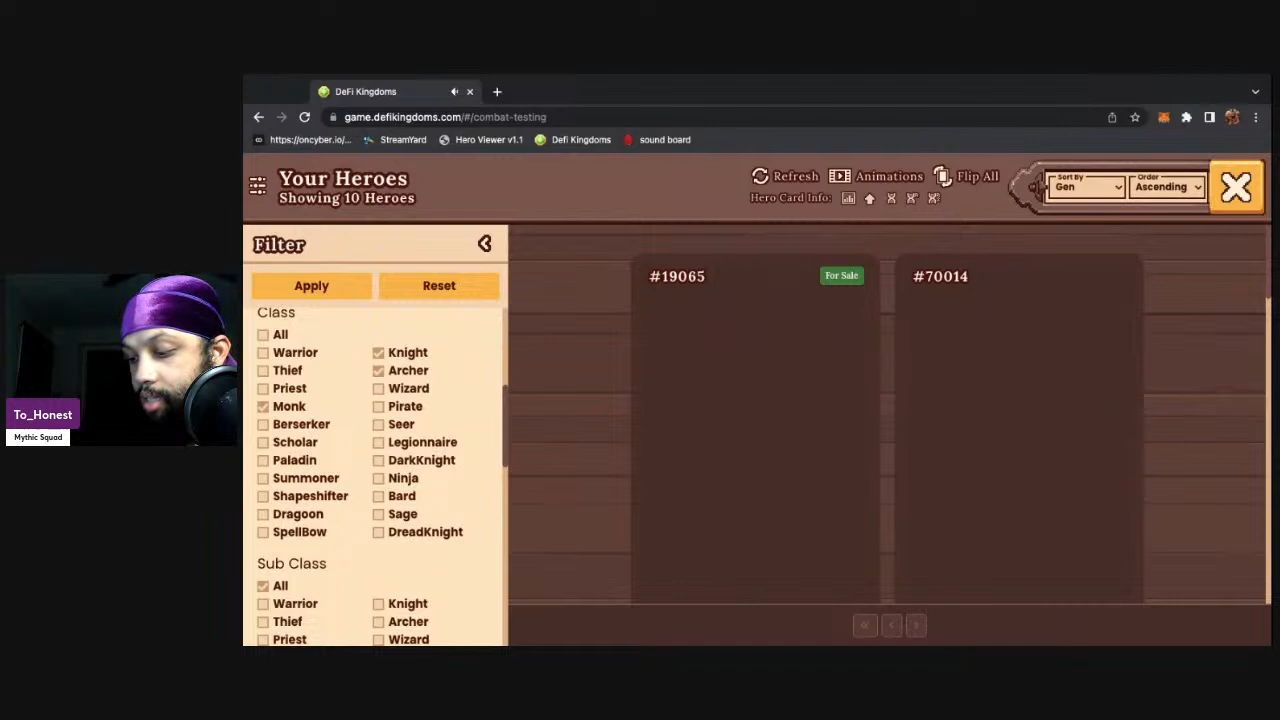 DeFi Kingdoms
game.defikingdoms.com/#/combat-testing
https://oncyber.io/... StreamYard Hero Viewer v1.1 Defi Kingdoms sound board
Your Heroes
Showing 10 Heroes
Refresh Animations Flip All
Hero Card Info:
Sort By
Gen
Order
Ascending
Filter
Apply Reset
Class
All
Warrior Knight
Thief Archer
Priest Wizard
Monk Pirate
Berserker Seer
Scholar Legionnaire
Paladin DarkKnight
Summoner Ninja
Shapeshifter Bard
Dragoon Sage
SpellBow DreadKnight
Sub Class
All
Warrior Knight
Thief Archer
Priest Wizard
#19065 For Sale #70014
To_Honest
Mythic Squad